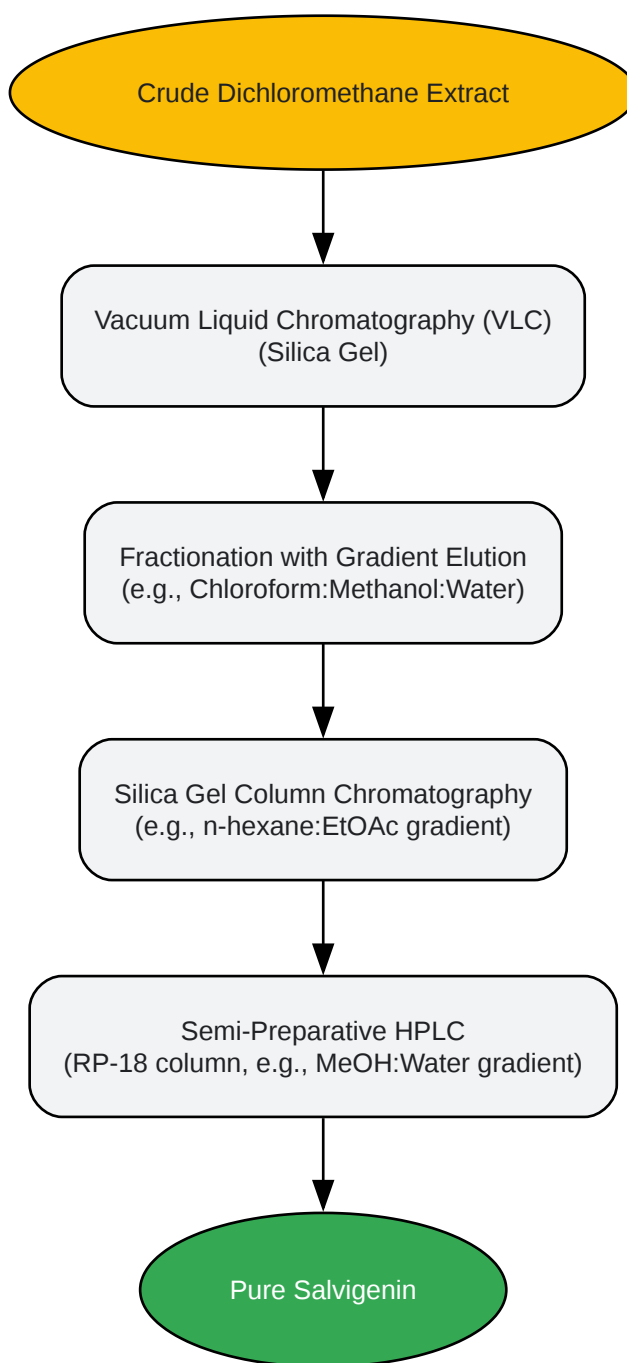 Crude Dichloromethane Extract
Vacuum Liquid Chromatography (VLC)
(Silica Gel)
Fractionation with Gradient Elution
(e.g., Chloroform:Methanol:Water)
Silica Gel Column Chromatography
(e.g., n-hexane:EtOAc gradient)
Semi-Preparative HPLC
(RP-18 column, e.g., MeOH:Water gradient)
Pure Salvigenin